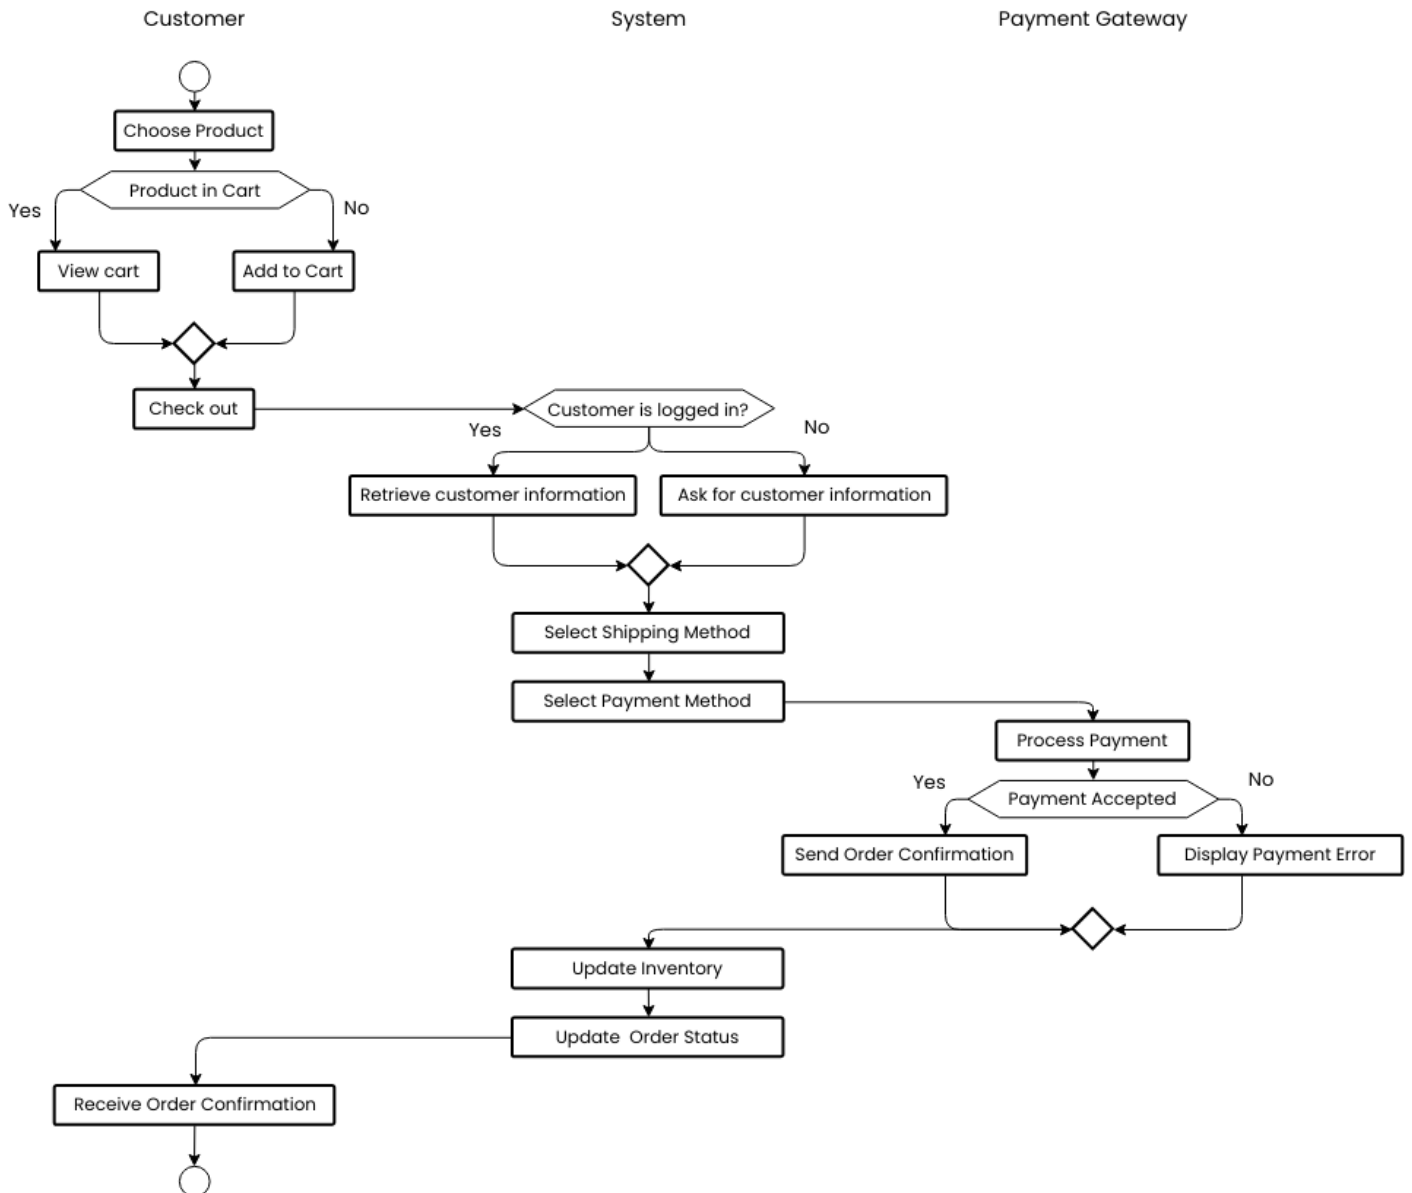 Customer
System
Payment Gateway
Choose Product
Product in Cart
Yes
No
View cart
Add to Cart
Check out
Customer is logged in?
Yes
No
Retrieve customer information
Ask for customer information
Select Shipping Method
Select Payment Method
Process Payment
Yes
No
Payment Accepted
Send Order Confirmation
Display Payment Error
Update Inventory
Update Order Status
Receive Order Confirmation